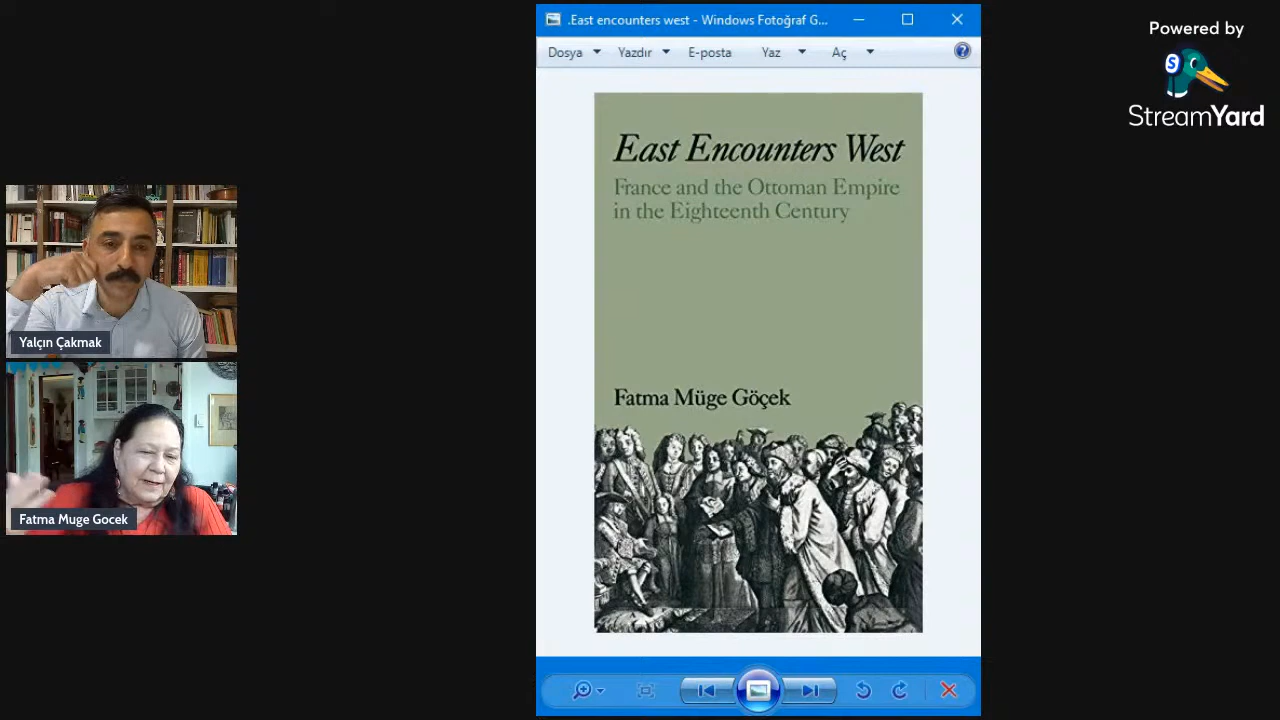 .East encounters west - Windows Fotoğraf G...
Dosya Yazdır E-posta Yaz Aç
East Encounters West
France and the Ottoman Empire
in the Eighteenth Century
Fatma Müge Göçek
Yalçın Çakmak
Fatma Muge Gocek
Powered by
S
StreamYard